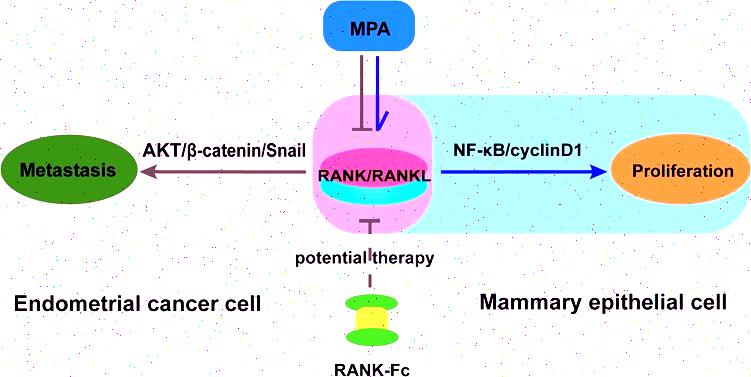 MPA
AKT/β-catenin/Snail
NF-κB/cyclinD1
Metastasis
RANK/RANKL
Proliferation
potential therapy
Endometrial cancer cell
Mammary epithelial cell
RANK-Fc